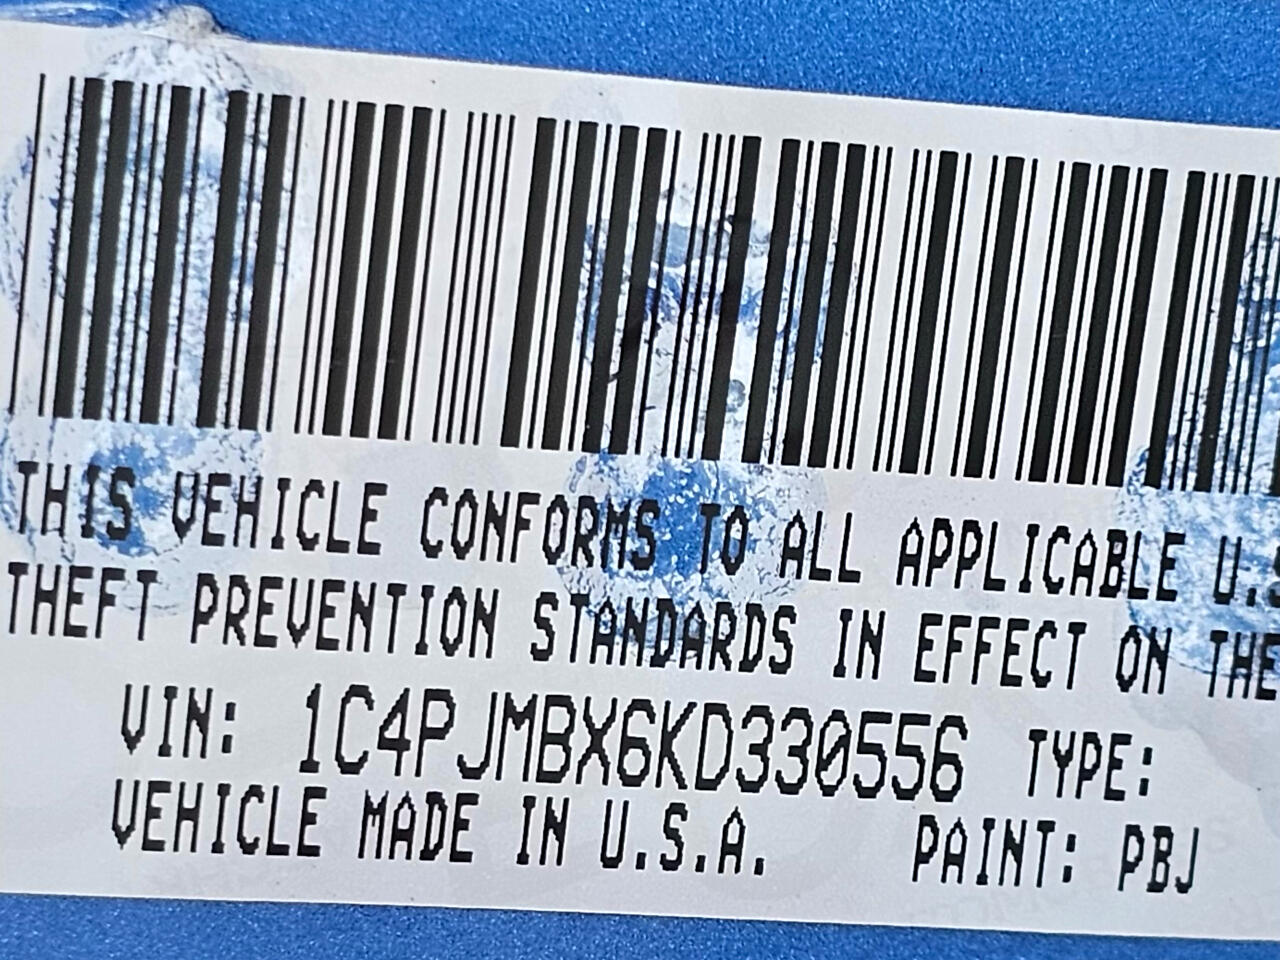 THIS VEHICLE CONFORMS TO ALL APPLICABLE U.S
THEFT PREVENTION STANDARDS IN EFFECT ON THE
VIN: 1C4PJMBX6KD330556 TYPE:
VEHICLE MADE IN U.S.A. PAINT: PBJ